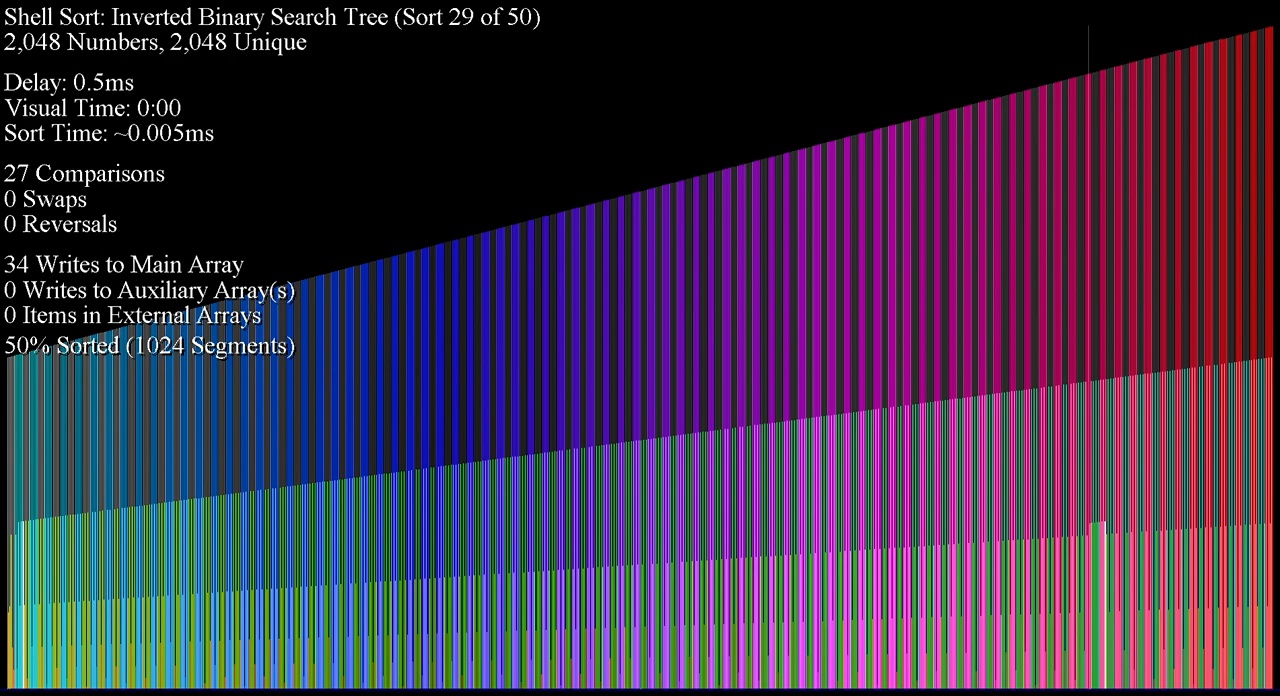 Shell Sort: Inverted Binary Search Tree (Sort 29 of 50)
2,048 Numbers, 2,048 Unique
Delay: 0.5ms
Visual Time: 0:00
Sort Time: ~0.005ms
27 Comparisons
0 Swaps
0 Reversals
34 Writes to Main Array
0 Writes to Auxiliary Array(s)
0 Items in External Arrays
50% Sorted (1024 Segments)